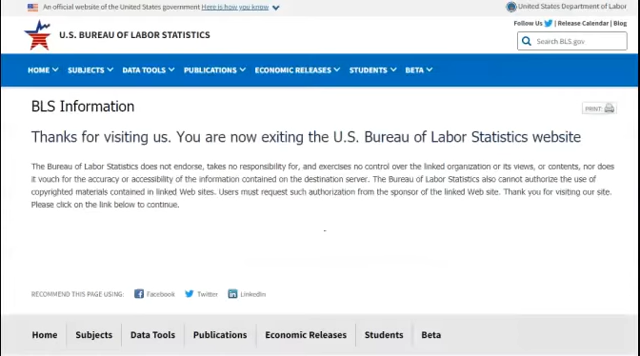 An official website of the United States government Here is how you know
United States Department of Labor
Follow Us | Release Calendar | Blog
U.S. BUREAU OF LABOR STATISTICS
Search BLS.gov
HOME SUBJECTS DATA TOOLS PUBLICATIONS ECONOMIC RELEASES STUDENTS BETA
BLS Information
PRINT:
Thanks for visiting us. You are now exiting the U.S. Bureau of Labor Statistics website
The Bureau of Labor Statistics does not endorse, takes no responsibility for, and exercises no control over the linked organization or its views, or contents, nor does
it vouch for the accuracy or accessibility of the information contained on the destination server. The Bureau of Labor Statistics also cannot authorize the use of
copyrighted materials contained in linked Web sites. Users must request such authorization from the sponsor of the linked Web site. Thank you for visiting our site.
Please click on the link below to continue.
RECOMMEND THIS PAGE USING: Facebook Twitter LinkedIn
Home Subjects Data Tools Publications Economic Releases Students Beta